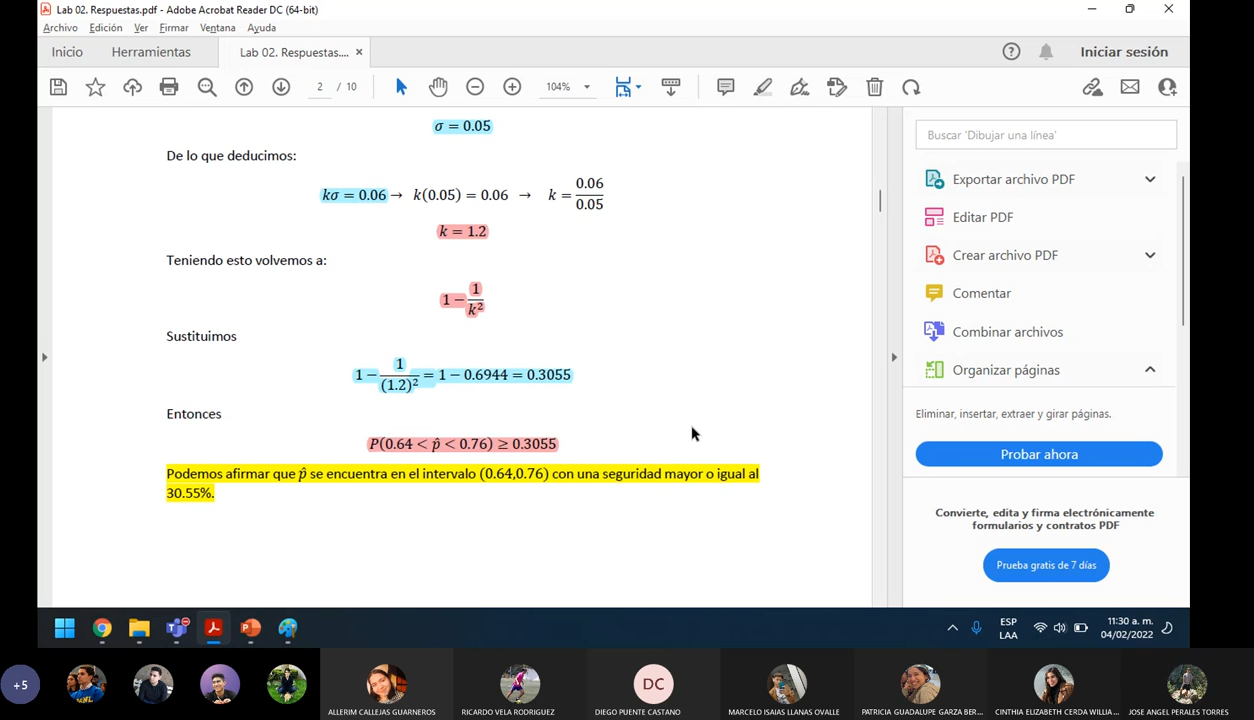 Lab 02. Respuestas.pdf - Adobe Acrobat Reader DC (64-bit)
Archivo Edición Ver Firmar Ventana Ayuda
Inicio Herramientas Lab 02. Respuestas.... × Iniciar sesión
2 / 10 104%
σ = 0.05
De lo que deducimos:
kσ = 0.06 → k(0.05) = 0.06 → k = 0.06/0.05
k = 1.2
Teniendo esto volvemos a:
1 − 1/k²
Sustituimos
1 − 1/(1.2)² = 1 − 0.6944 = 0.3055
Entonces
P(0.64 < p̂ < 0.76) ≥ 0.3055
Podemos afirmar que p̂ se encuentra en el intervalo (0.64,0.76) con una seguridad mayor o igual al
30.55%.
Buscar 'Dibujar una línea'
Exportar archivo PDF
Editar PDF
Crear archivo PDF
Comentar
Combinar archivos
Organizar páginas
Eliminar, insertar, extraer y girar páginas.
Probar ahora
Convierte, edita y firma electrónicamente
formularios y contratos PDF
Prueba gratis de 7 días
ESP
LAA
11:30 a. m.
04/02/2022
+5
DC
ALLERIM CALLEJAS GUARNEROS
RICARDO VELA RODRIGUEZ
DIEGO PUENTE CASTANO
MARCELO ISAIAS LLANAS OVALLE
PATRICIA GUADALUPE GARZA BER...
CINTHIA ELIZABETH CERDA WILLIA...
JOSE ANGEL PERALES TORRES